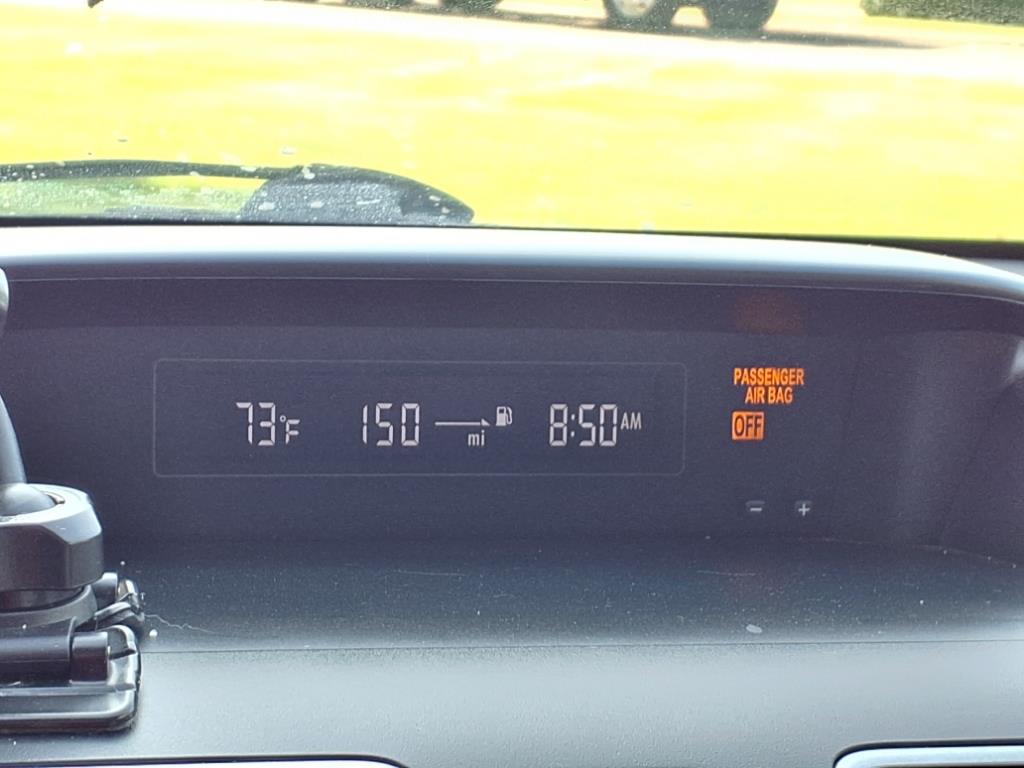 73°F 150 mi 8:50 AM
PASSENGER
AIR BAG
OFF
- +